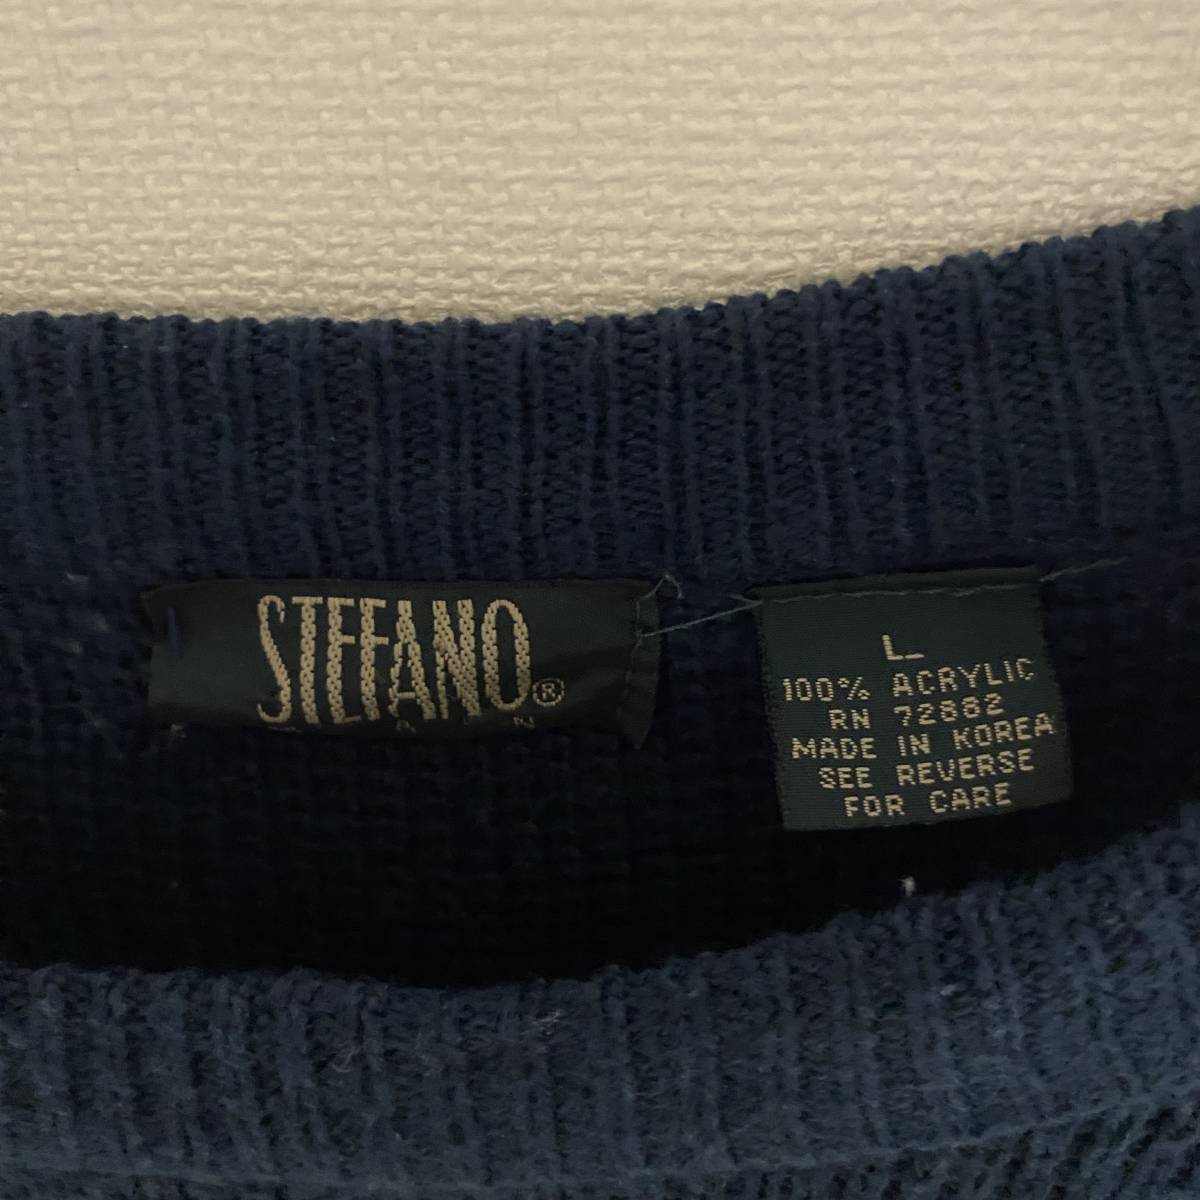 STEFANO®
L
100% ACRYLIC
RN 72882
MADE IN KOREA
SEE REVERSE
FOR CARE